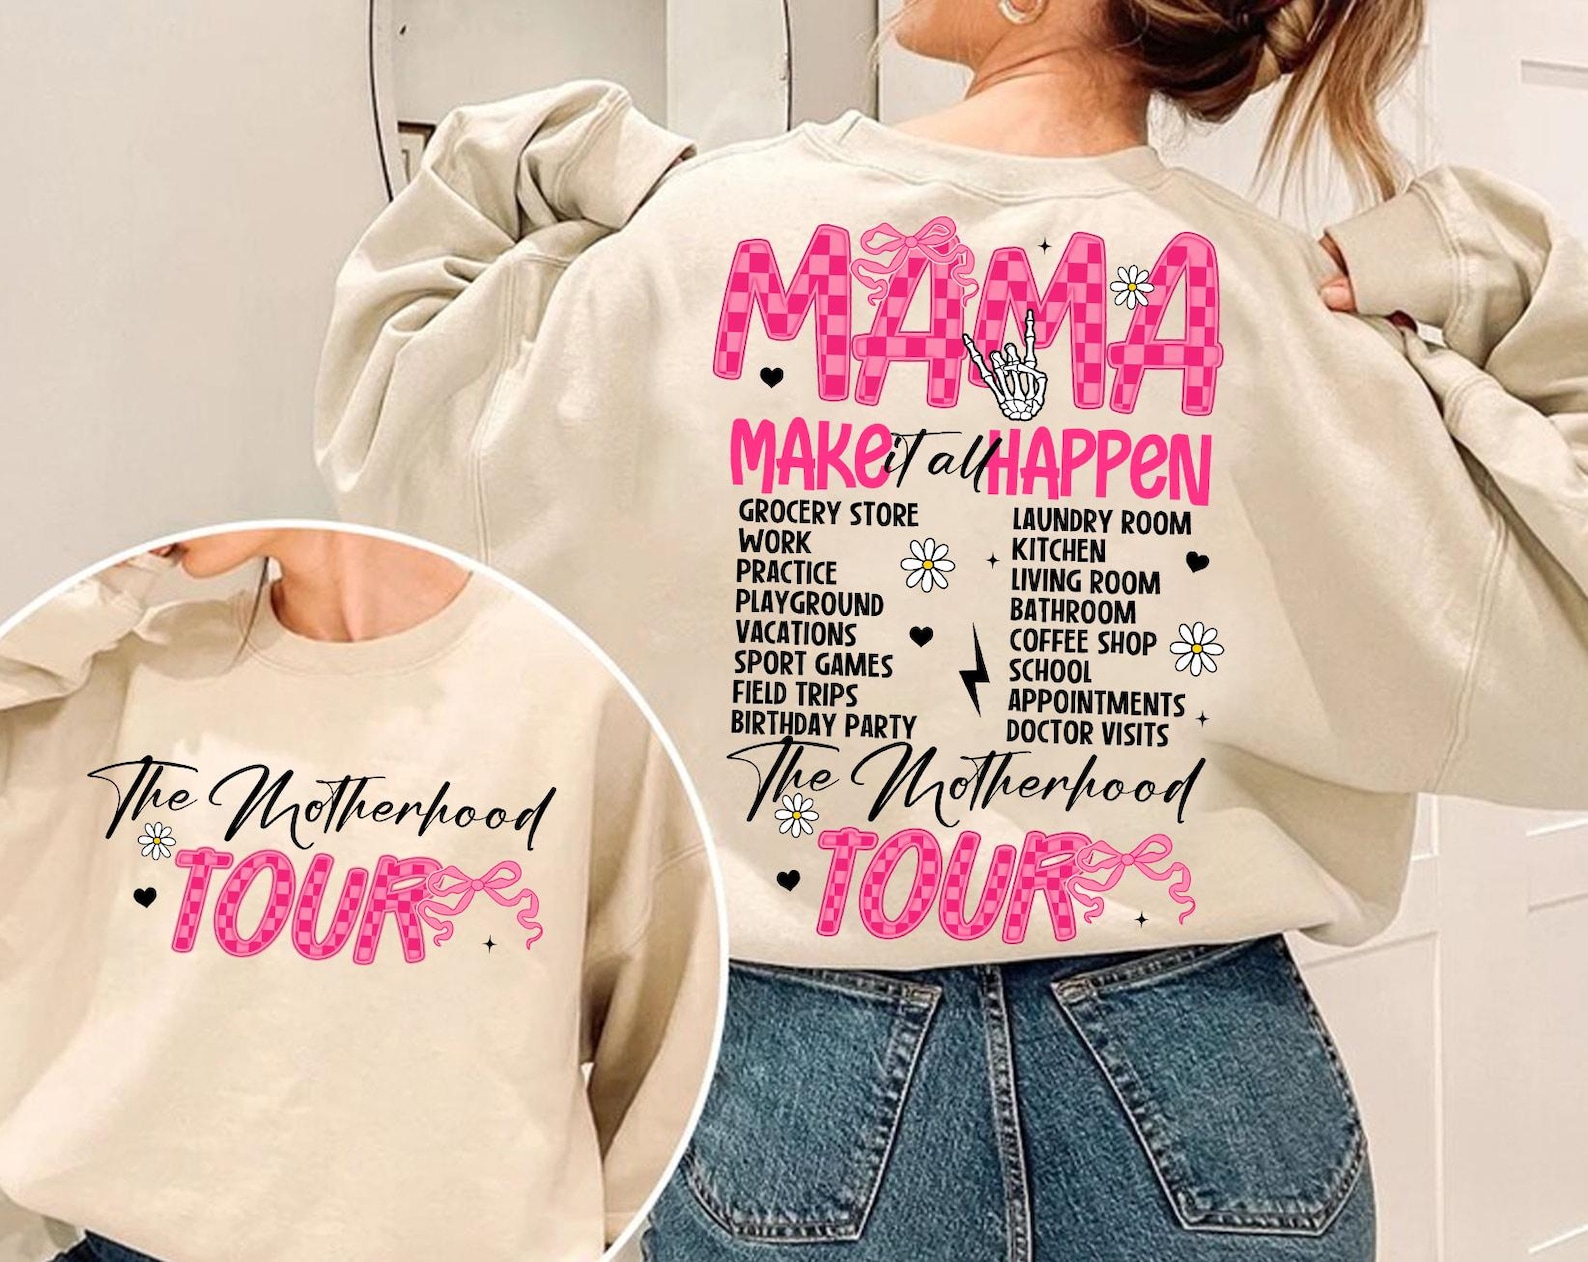 MAMA
MAKE it all HAPPEN
GROCERY STORE
WORK
PRACTICE
PLAYGROUND
VACATIONS
SPORT GAMES
FIELD TRIPS
BIRTHDAY PARTY
LAUNDRY ROOM
KITCHEN
LIVING ROOM
BATHROOM
COFFEE SHOP
SCHOOL
APPOINTMENTS
DOCTOR VISITS
The Motherhood
TOUR
The Motherhood
TOUR